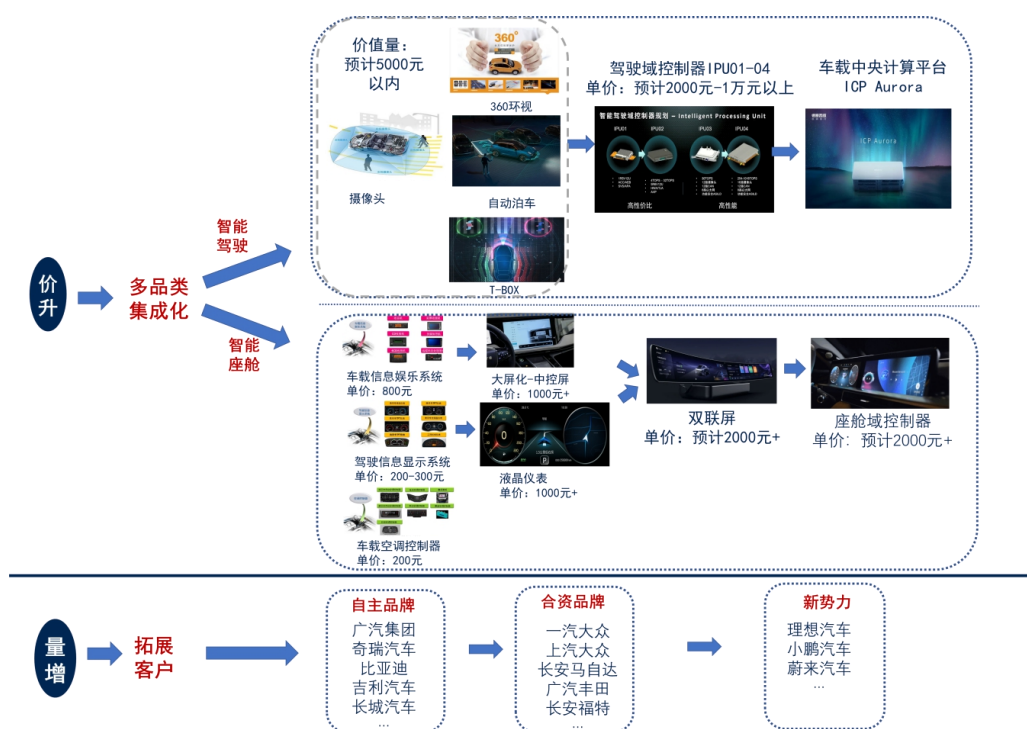 价值量：
预计5000元
以内
360°
360环视
摄像头
自动泊车
T-BOX
驾驶域控制器IPU01-04
单价：预计2000元-1万元以上
智能驾驶域控制器规划 — Intelligent Processing Unit
IPU01
IPU02
IPU03
IPU04
高性价比
高性能
车载中央计算平台
ICP Aurora
ICP Aurora
智能
驾驶
价
升
多品类
集成化
智能
座舱
车载信息娱乐系统
单价：800元
大屏化-中控屏
单价：1000元+
驾驶信息显示系统
单价：200-300元
液晶仪表
单价：1000元+
车载空调控制器
单价：200元
双联屏
单价：预计2000元+
座舱域控制器
单价：预计2000元+
量
增
拓展
客户
自主品牌
广汽集团
奇瑞汽车
比亚迪
吉利汽车
长城汽车
...
合资品牌
一汽大众
上汽大众
长安马自达
广汽丰田
长安福特
...
新势力
理想汽车
小鹏汽车
蔚来汽车
...